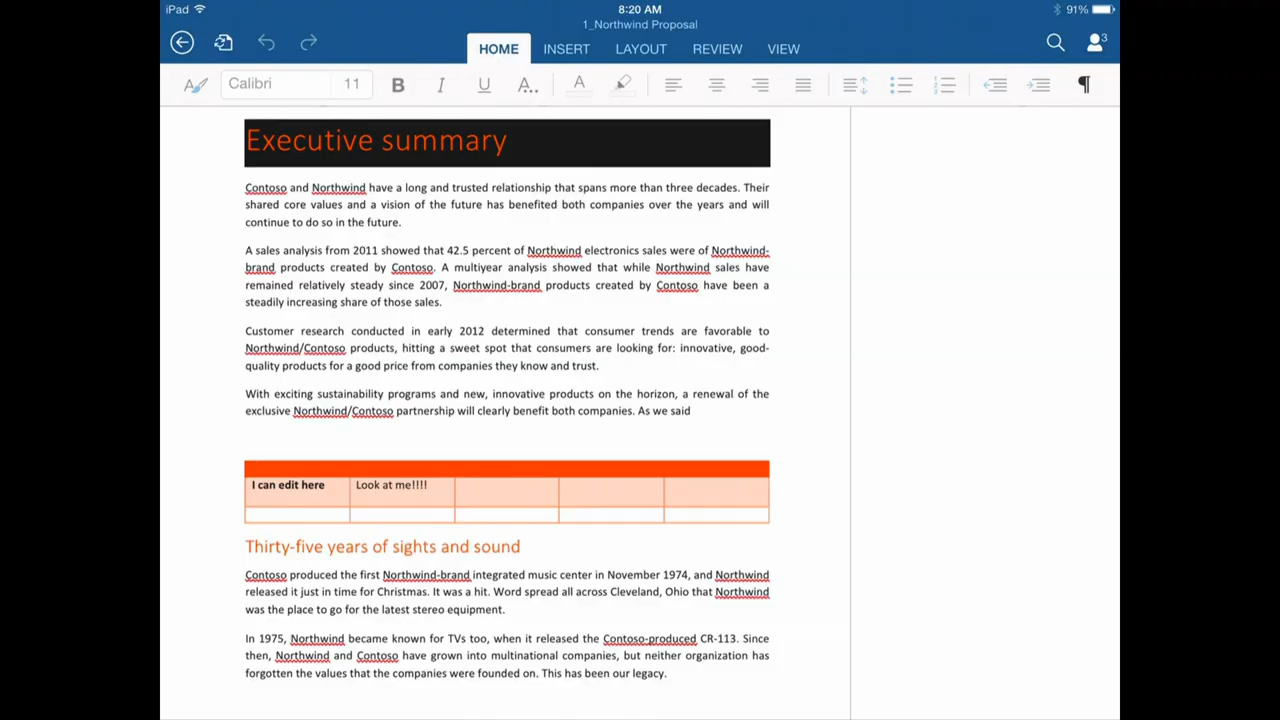 iPad 8:20 AM 91%
1_Northwind Proposal
HOME INSERT LAYOUT REVIEW VIEW 3
Calibri 11 B I U A.. A
Executive summary
Contoso and Northwind have a long and trusted relationship that spans more than three decades. Their
shared core values and a vision of the future has benefited both companies over the years and will
continue to do so in the future.
A sales analysis from 2011 showed that 42.5 percent of Northwind electronics sales were of Northwind-
brand products created by Contoso. A multiyear analysis showed that while Northwind sales have
remained relatively steady since 2007, Northwind-brand products created by Contoso have been a
steadily increasing share of those sales.
Customer research conducted in early 2012 determined that consumer trends are favorable to
Northwind/Contoso products, hitting a sweet spot that consumers are looking for: innovative, good-
quality products for a good price from companies they know and trust.
With exciting sustainability programs and new, innovative products on the horizon, a renewal of the
exclusive Northwind/Contoso partnership will clearly benefit both companies. As we said
I can edit here Look at me!!!!
Thirty-five years of sights and sound
Contoso produced the first Northwind-brand integrated music center in November 1974, and Northwind
released it just in time for Christmas. It was a hit. Word spread all across Cleveland, Ohio that Northwind
was the place to go for the latest stereo equipment.
In 1975, Northwind became known for TVs too, when it released the Contoso-produced CR-113. Since
then, Northwind and Contoso have grown into multinational companies, but neither organization has
forgotten the values that the companies were founded on. This has been our legacy.